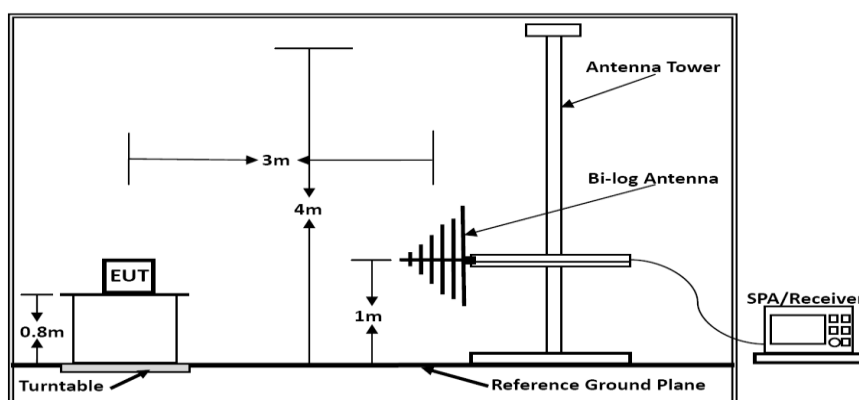 Antenna Tower
3m
Bi-log Antenna
4m
EUT
SPA/Receiver
0.8m
1m
Turntable
Reference Ground Plane